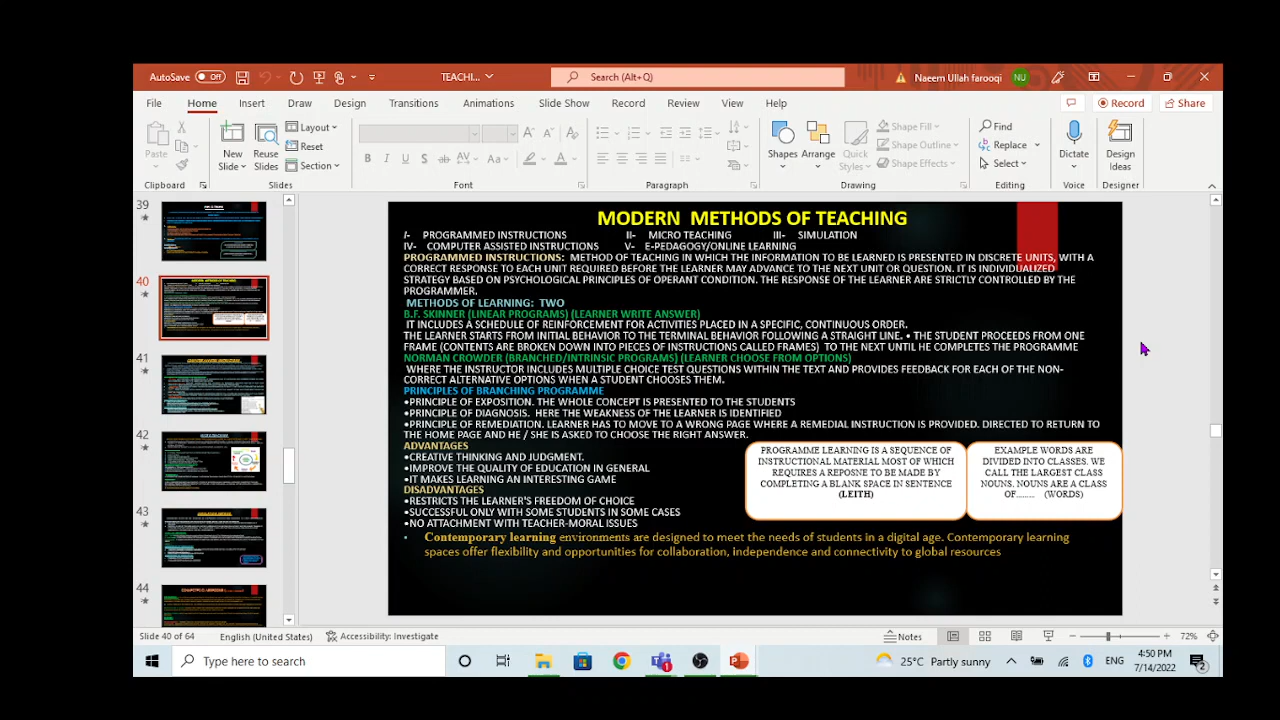 AutoSave Off TEACHI... Search (Alt+Q) Naeem Ullah farooqi NU
File Home Insert Draw Design Transitions Animations Slide Show Record Review View Help Record Share
Paste New Slide Reuse Slides Layout Reset Section Shapes Arrange Quick Styles Shape Fill Shape Outline Shape Effects Find Replace Select Dictate Design Ideas
Clipboard Slides Font Paragraph Drawing Editing Voice Designer
39
40
41
42
43
44
MODERN METHODS OF TEACHING
I- PROGRAMMED INSTRUCTIONS II- MICRO TEACHING III- SIMULATION
IV- COMPUTER ASSISTED INSTRUCTIONS V- E-PEDAGOGY/ONLINE LEARNING
PROGRAMMED INSTRUCTIONS: METHOD OF TEACHING IN WHICH THE INFORMATION TO BE LEARNED IS PRESENTED IN DISCRETE UNITS, WITH A
CORRECT RESPONSE TO EACH UNIT REQUIRED BEFORE THE LEARNER MAY ADVANCE TO THE NEXT UNIT OR QUESTION. IT IS INDIVIDUALIZED
STRATEGY BASED ON PSYCHOLOGICAL PRINCIPLES OF OPERANT CONDITION. THE RESPONSE OF THE LEARNER IS STRICTLY CONTROLLED BY THE
PROGRAMMER.
METHODS OF LEARNING: TWO
B.F. SKINNER (LINEAR PROGRAMS) (LEARNER WRITE ANSWER)
IT INCLUDES A SCHEDULE OF REINFORCEMENT FOR ACTIVITES PLACED IN A SPECIFIC, CONTINUOUS ORDER.
THE LEARNER STARTS FROM INITIAL BEHAVIOR TO THE TERMINAL BEHAVIOR FOLLOWING A STRAIGHT LINE. • THE STUDENT PROCEEDS FROM ONE
FRAME (CONTENTS ARE BROKEN DOWN INTO PIECES OF INSTRUCTIONS CALLED FRAMES) TO THE NEXT UNTIL HE COMPLETES THE PROGRAMME
NORMAN CROWDER (BRANCHED/INTRINSIC PROGRAMS) (LEARNER CHOOSE FROM OPTIONS)
CROWDER SUGGESTED TO ADD MULTIPLE-CHOICE QUESTIONS WITHIN THE TEXT AND PROVIDE FEEDBACK FOR EACH OF THE NON-
CORRECT ALTERNATIVE OPTIONS WHEN A STUDENT CHOOSESTEM.
PRINCIPLES OF BRANCHING PROGRAMME
•PRINCIPLE OF EXPOSITION. THE WHOLE CONCEPT IS PRESENTED TO THE STUDENTS
•PRINCIPLE OF DIAGNOSIS. HERE THE WEAKNESS OF THE LEARNER IS IDENTIFIED
•PRINCIPLE OF REMEDIATION. LEARNER HAS TO MOVE TO A WRONG PAGE WHERE A REMEDIAL INSTRUCTION IS PROVIDED. DIRECTED TO RETURN TO
THE HOME PAGE AND HE / SHE IS ASKED TO STUDY THE RIGHT ANSWER.
ADVANTAGES
•CREATIVE THINKING AND JUDGMENT.
•IMPROVE THE QUALITY OF EDUCATION IN GENERAL
•IT MAKE LEARNING AN INTERESTING GAME
DISADVANTAGES
•RESTRICTS THE LEARNER'S FREEDOM OF CHOICE
•SUCCESSFUL ONLY WITH SOME STUDENTS IN SOME CASES
•NOT A SUBSTITUTE FOR TEACHER MONITORING
PROGRAMME LEARNING IS A SEQUENCE OF
INSTRUCTIONAL MATERIAL MOST OF WHICH
REQUIRES A REPOSNE TO BE MADE BY
COMPLETING A BLANK SPACE IN SENTENCE
(LEITH)
EXAMPLE WORDS ARE
DIVIDED INTO CLASSES. WE
CALL THE LARGEST CLASS
NOUNS. NOUNS ARE A CLASS
OF........ (WORDS)
• Contemporary learning environments are designed to meet the needs of students in a digital age. Contemporary learning
spaces offer flexibility and opportunities for collaboration, independence and connectivity to global resources
Slide 40 of 64 English (United States) Accessibility: Investigate Notes 72%
Type here to search 25°C Partly sunny ENG 4:50 PM
7/14/2022